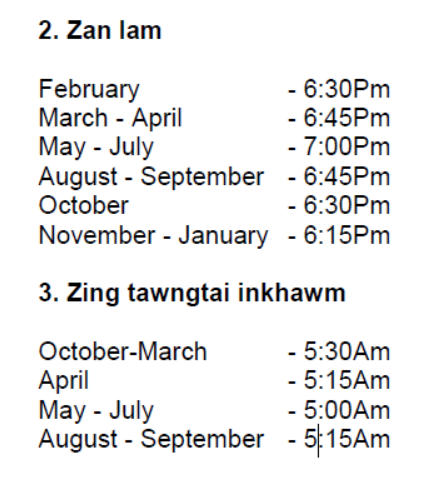 2. Zan lam
February - 6:30Pm
March - April - 6:45Pm
May - July - 7:00Pm
August - September - 6:45Pm
October - 6:30Pm
November - January - 6:15Pm
3. Zing tawngtai inkhawm
October-March - 5:30Am
April - 5:15Am
May - July - 5:00Am
August - September - 5:15Am